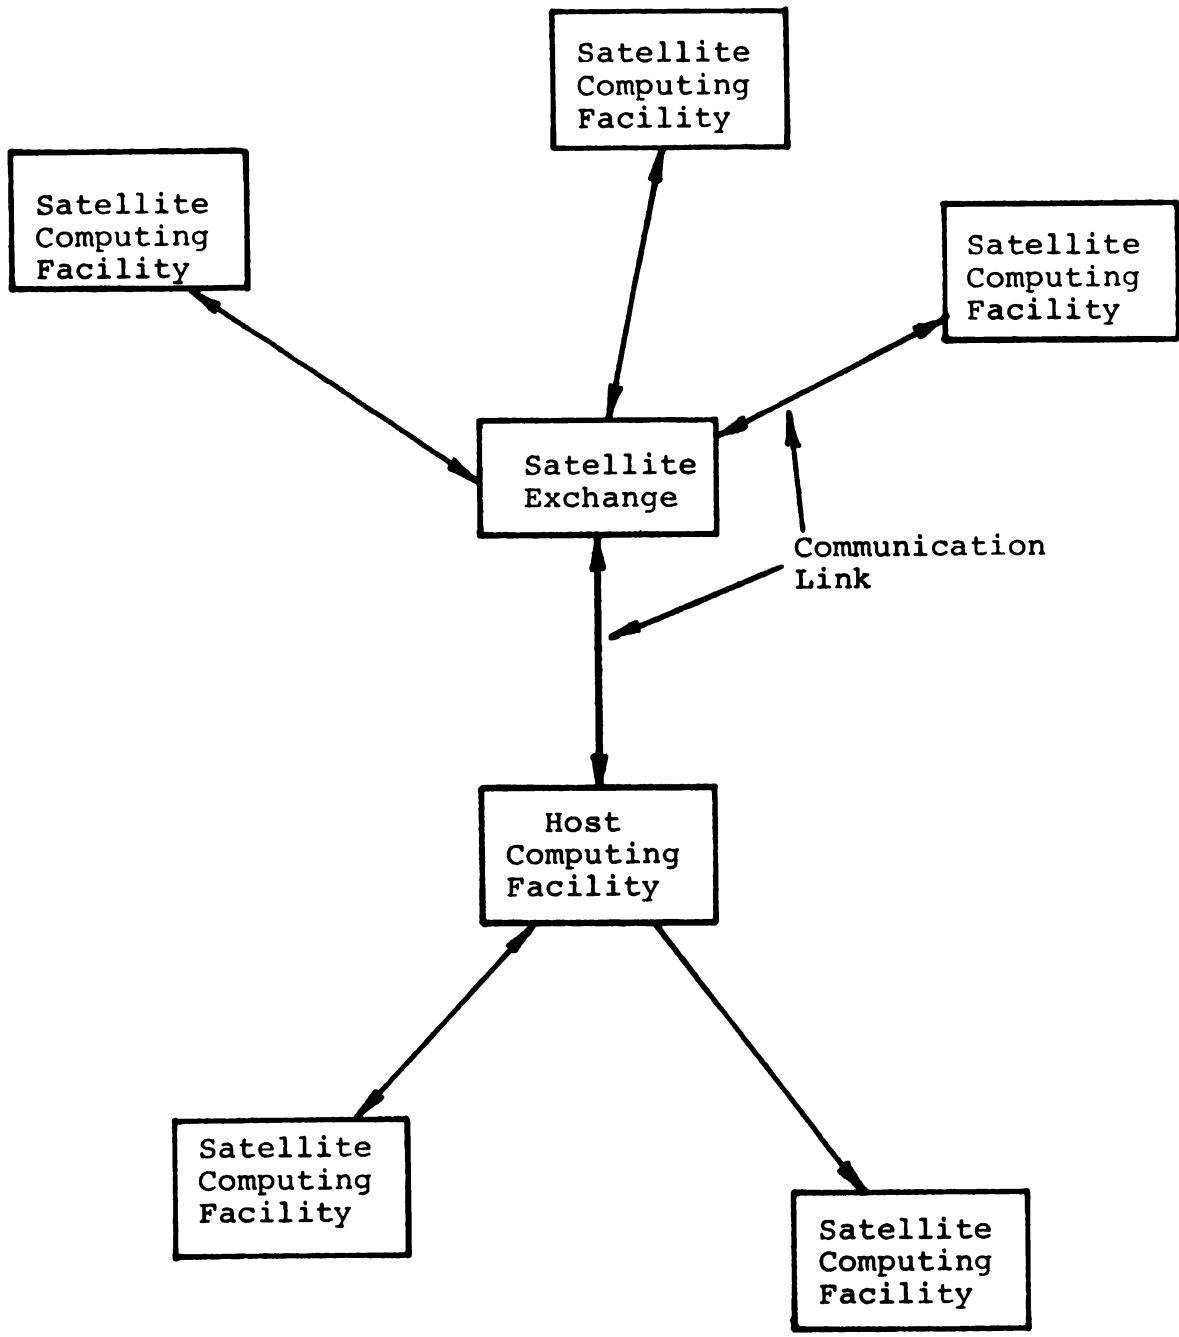 Satellite
Computing
Facility
Satellite
Computing
Facility
Satellite
Computing
Facility
Satellite
Exchange
Communication
Link
Host
Computing
Facility
Satellite
Computing
Facility
Satellite
Computing
Facility